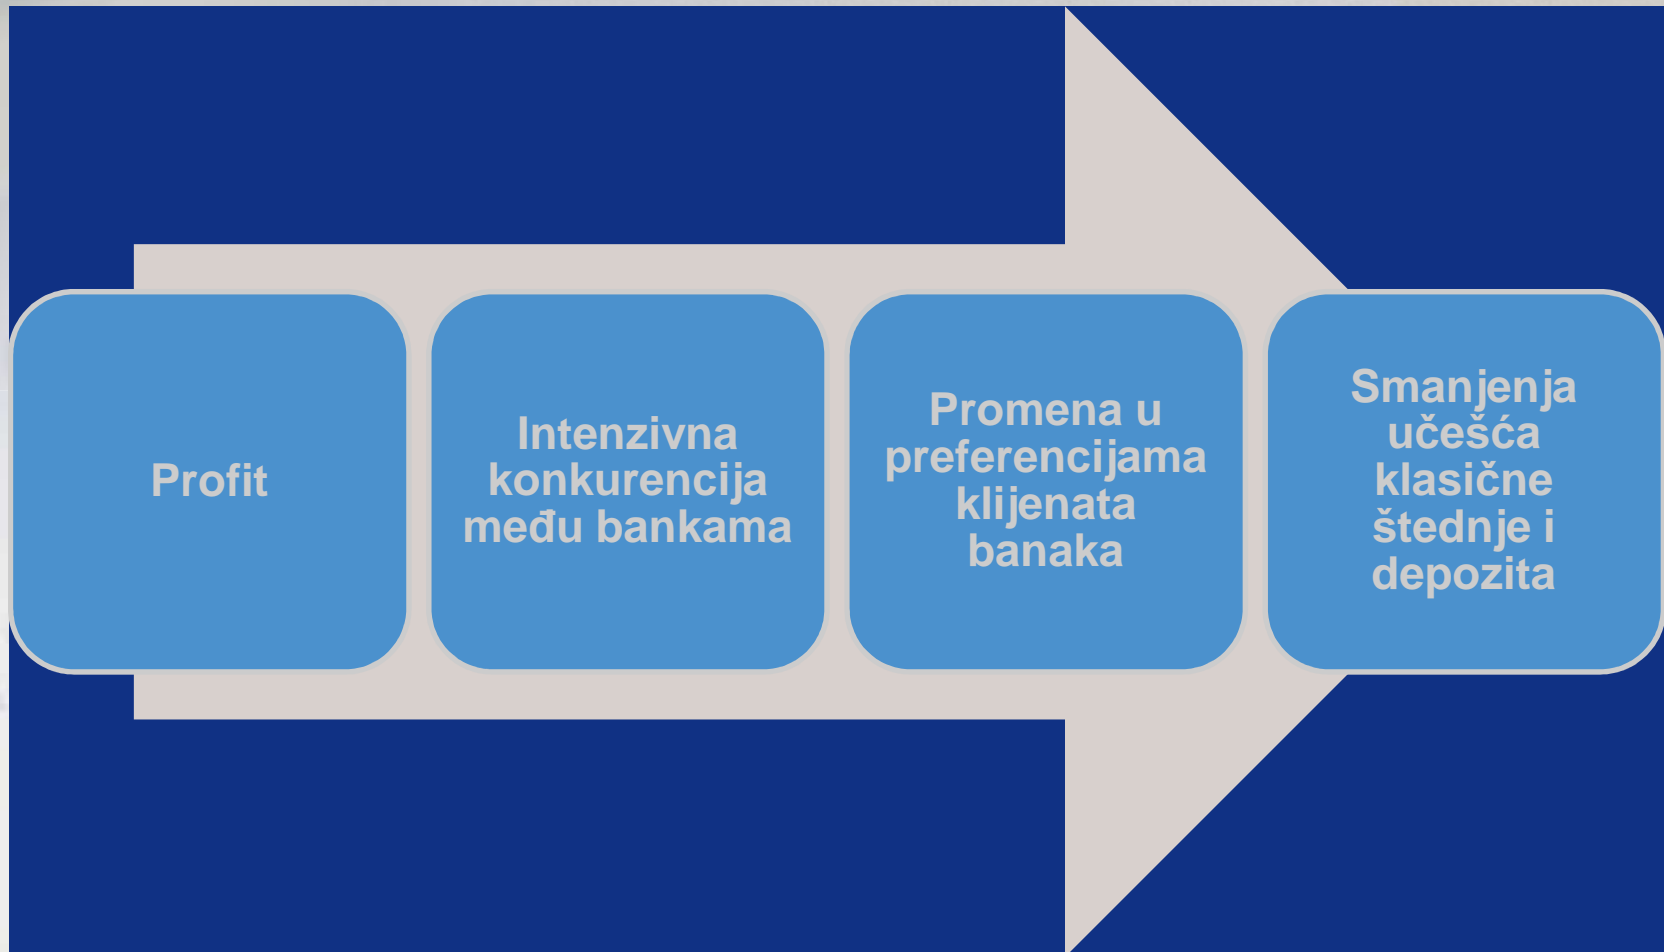 Profit
Intenzivna
konkurencija
među bankama
Promena u
preferencijama
klijenata
banaka
Smanjenja
učešća
klasične
štednje i
depozita